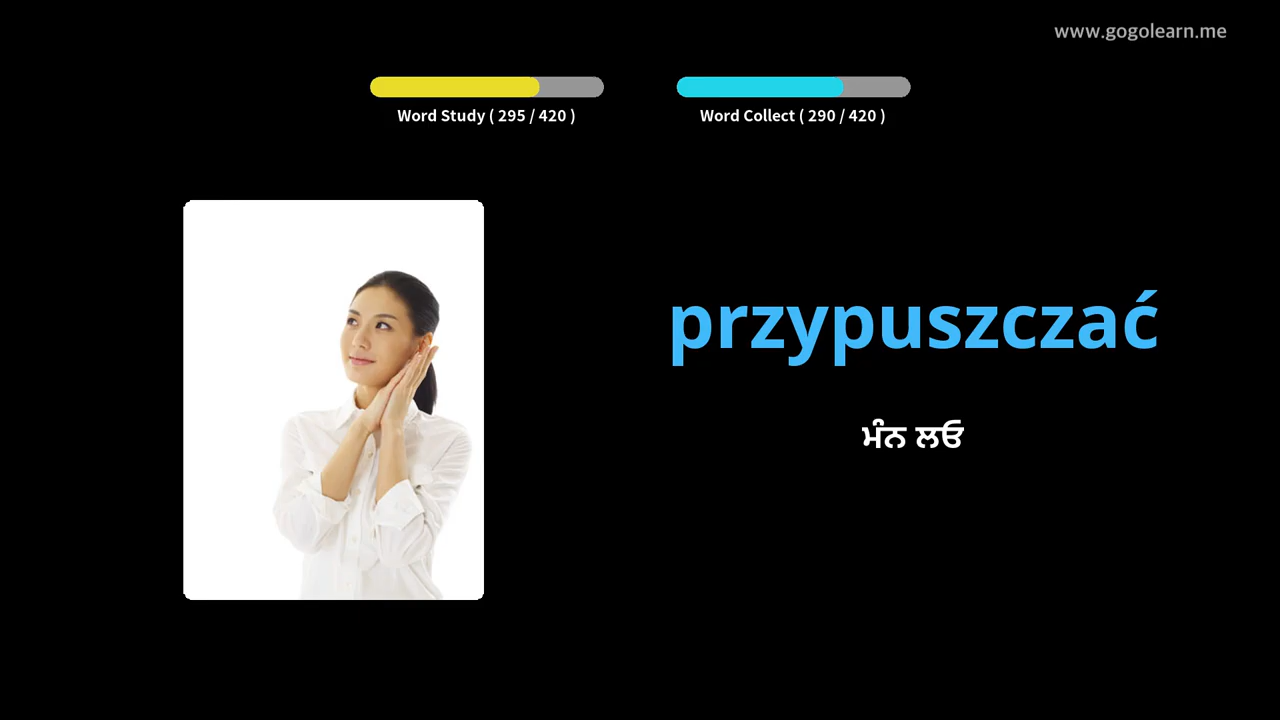 www.gogolearn.me
Word Study ( 295 / 420 )
Word Collect ( 290 / 420 )
przypuszczać
ਮੰਨ ਲਓ